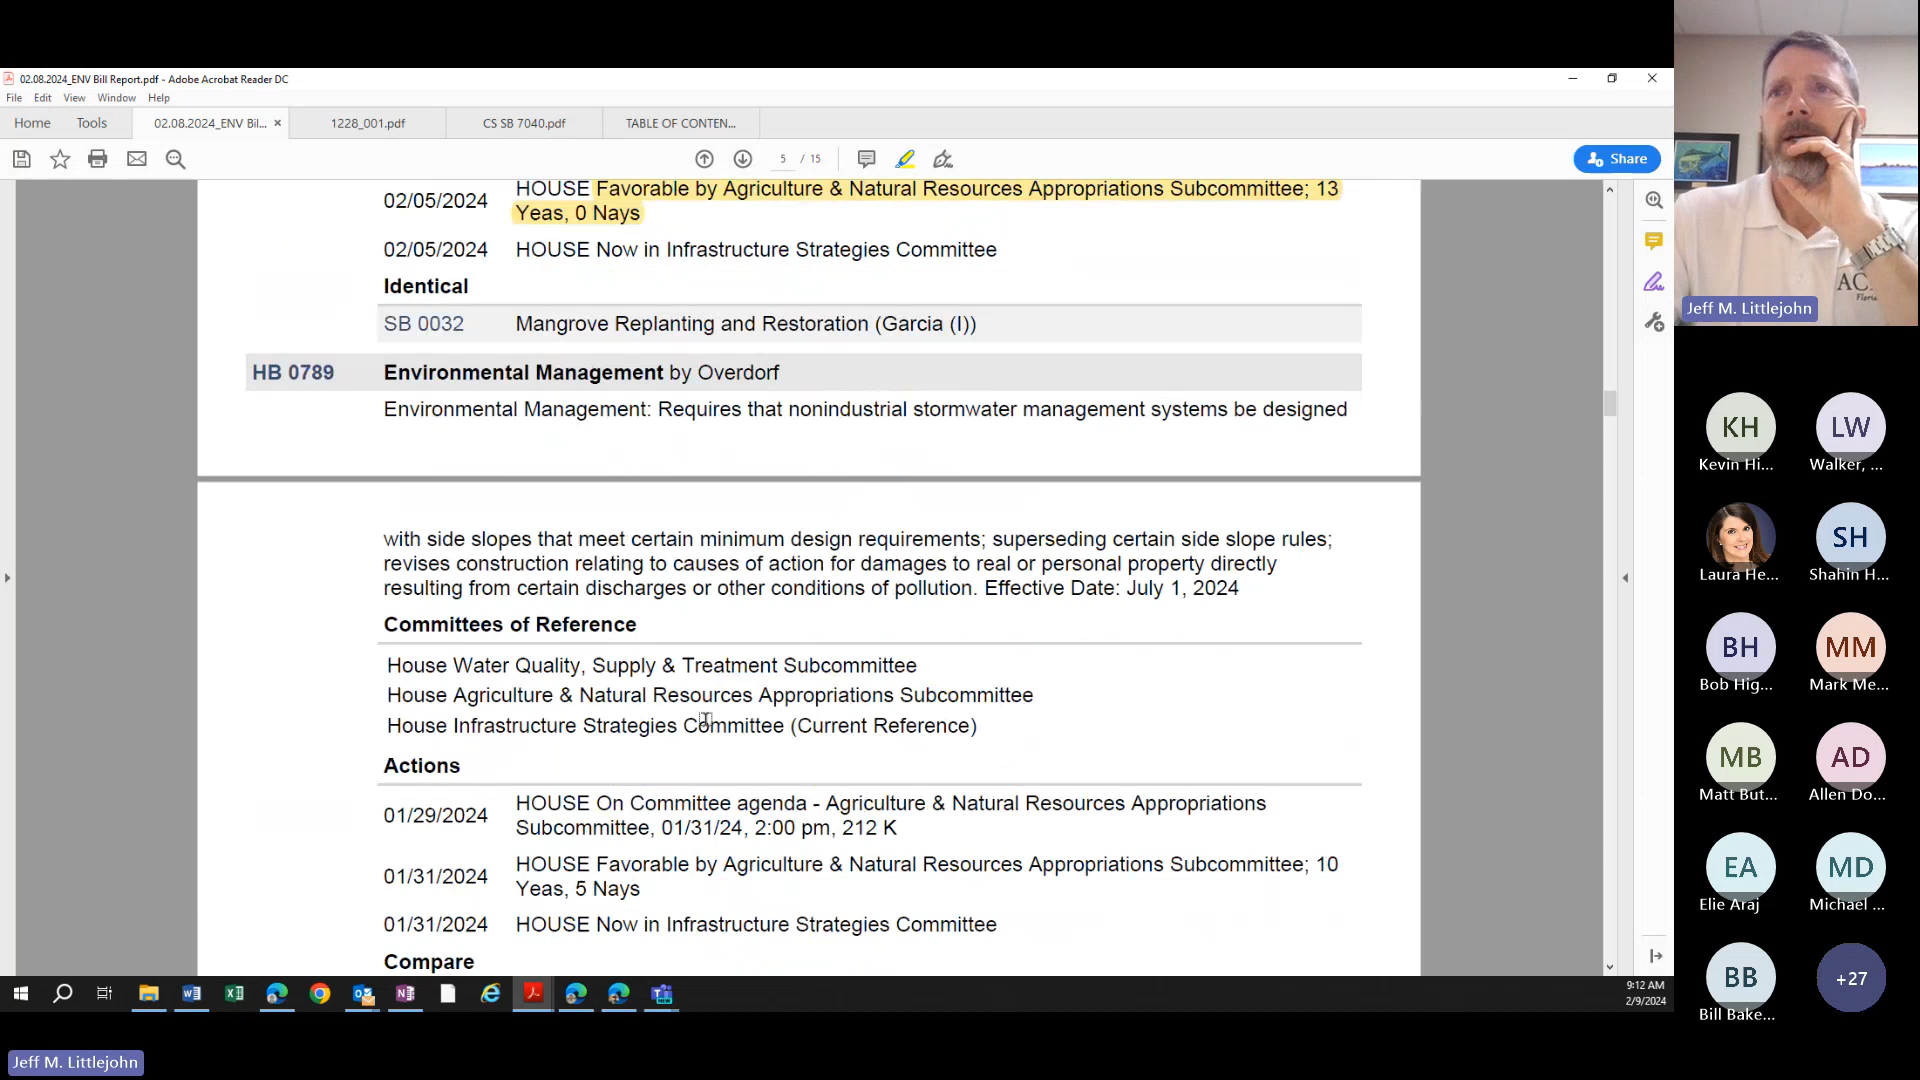 02.08.2024_ENV Bill Report.pdf - Adobe Acrobat Reader DC
File Edit View Window Help
Home Tools 02.08.2024_ENV Bil... × 1228_001.pdf CS SB 7040.pdf TABLE OF CONTEN...
5 / 15 Share
02/05/2024 HOUSE Favorable by Agriculture & Natural Resources Appropriations Subcommittee; 13
Yeas, 0 Nays
02/05/2024 HOUSE Now in Infrastructure Strategies Committee
Identical
SB 0032 Mangrove Replanting and Restoration (Garcia (I))
HB 0789 Environmental Management by Overdorf
Environmental Management: Requires that nonindustrial stormwater management systems be designed
with side slopes that meet certain minimum design requirements; superseding certain side slope rules;
revises construction relating to causes of action for damages to real or personal property directly
resulting from certain discharges or other conditions of pollution. Effective Date: July 1, 2024
Committees of Reference
House Water Quality, Supply & Treatment Subcommittee
House Agriculture & Natural Resources Appropriations Subcommittee
House Infrastructure Strategies Committee (Current Reference)
Actions
01/29/2024 HOUSE On Committee agenda - Agriculture & Natural Resources Appropriations
Subcommittee, 01/31/24, 2:00 pm, 212 K
01/31/2024 HOUSE Favorable by Agriculture & Natural Resources Appropriations Subcommittee; 10
Yeas, 5 Nays
01/31/2024 HOUSE Now in Infrastructure Strategies Committee
Compare
9:12 AM
2/9/2024
Jeff M. Littlejohn
AC
Flori
Jeff M. Littlejohn
KH LW
Kevin Hi... Walker, ...
SH
Laura He... Shahin H...
BH MM
Bob Hig... Mark Me...
MB AD
Matt But... Allen Do...
EA MD
Elie Araj Michael ...
BB +27
Bill Bake...